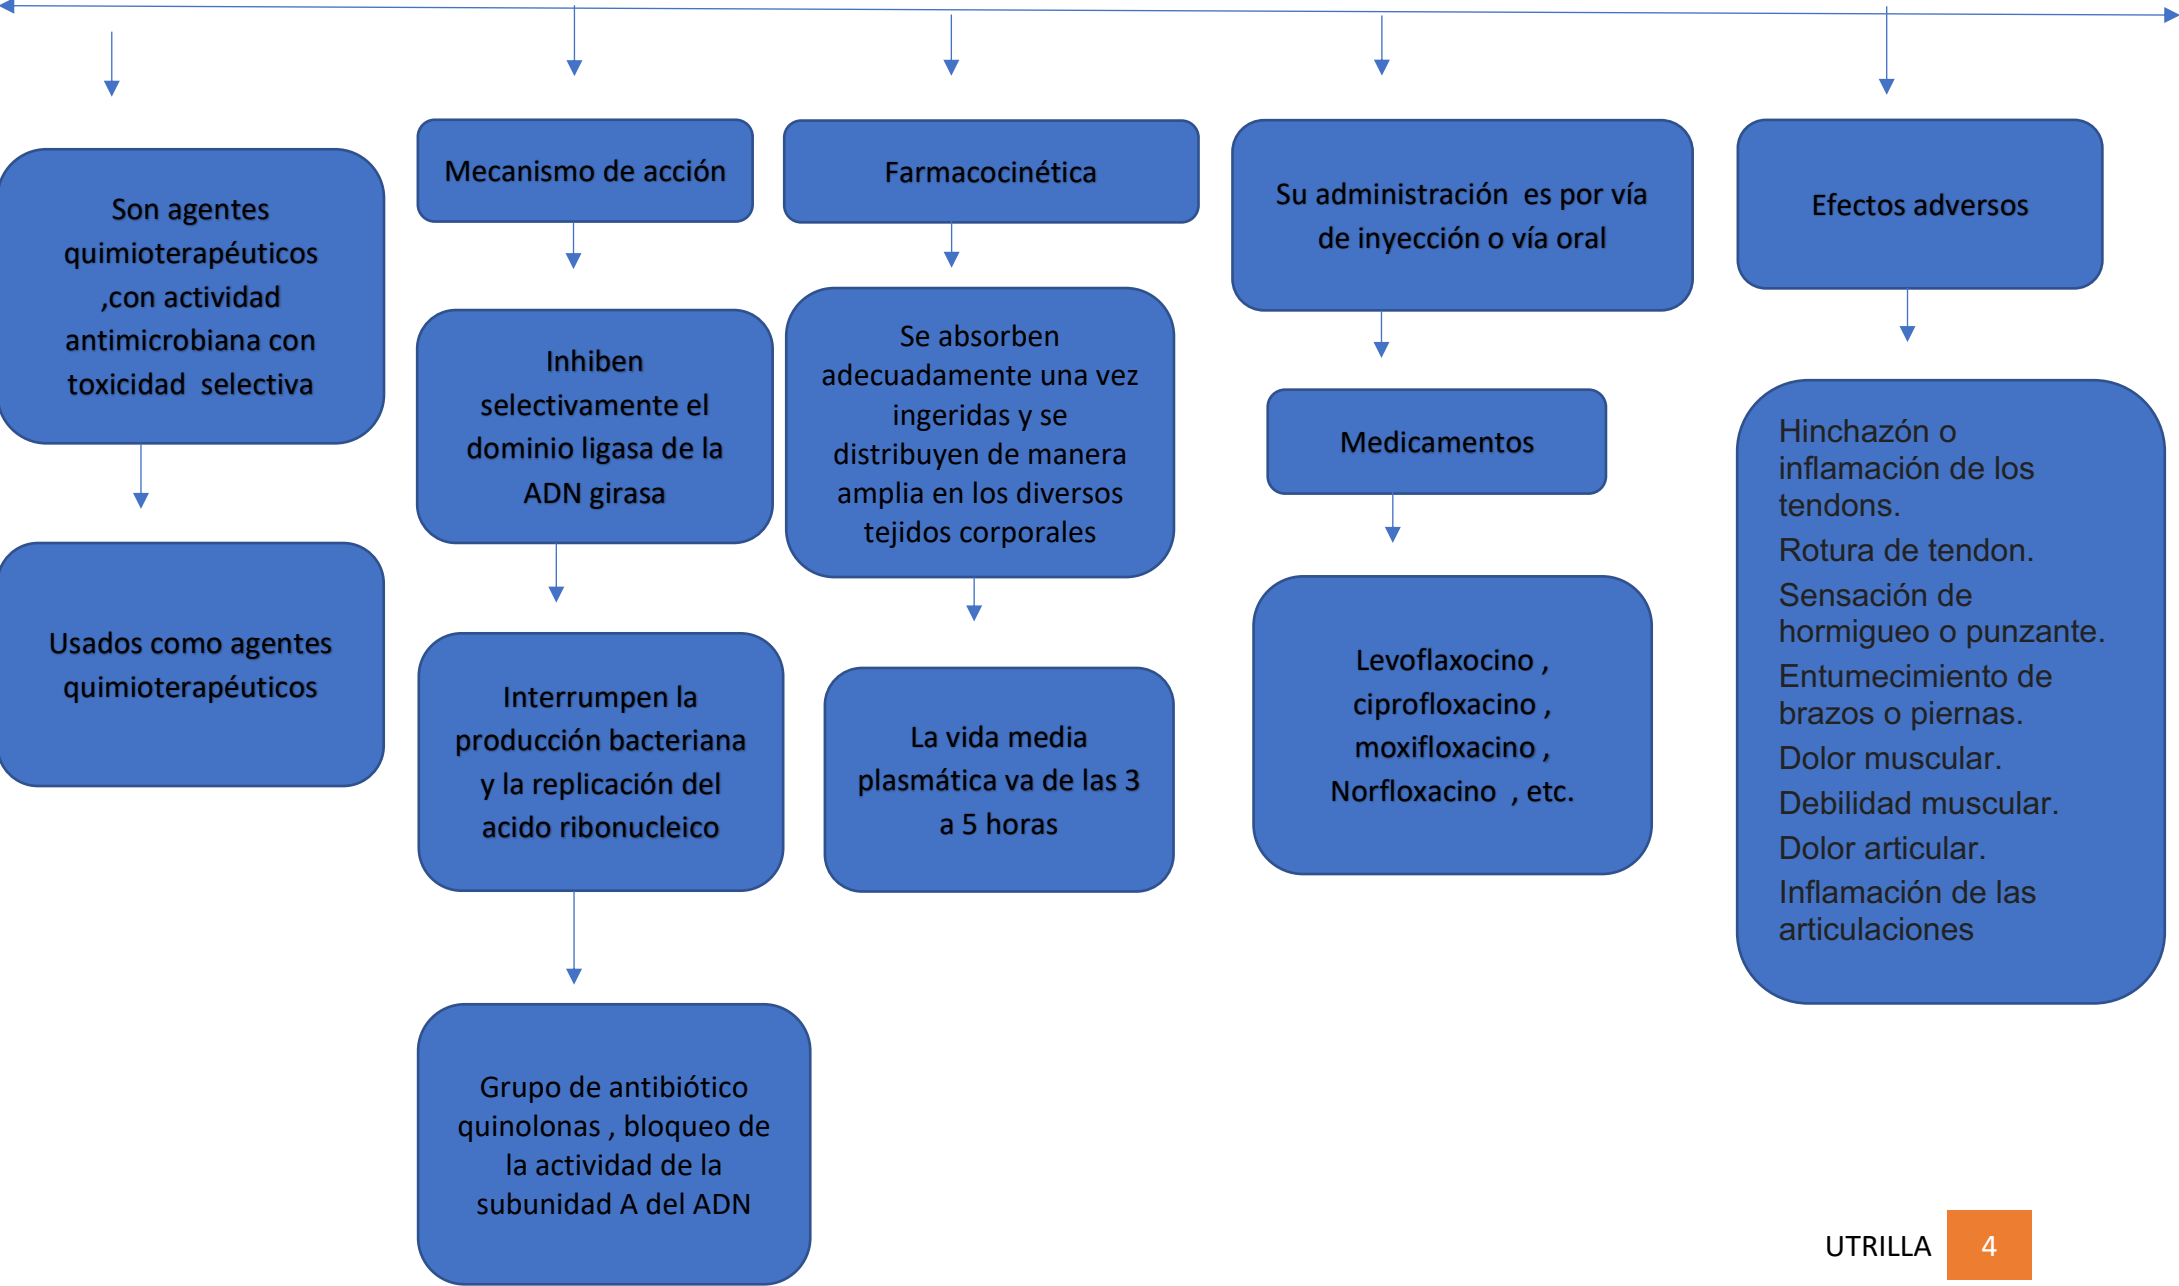 Son agentes
quimioterapéuticos
,con actividad
antimicrobiana con
toxicidad selectiva
Usados como agentes
quimioterapéuticos
Mecanismo de acción
Inhiben
selectivamente el
dominio ligasa de la
ADN girasa
Interrumpen la
producción bacteriana
y la replicación del
acido ribonucleico
Grupo de antibiótico
quinolonas , bloqueo de
la actividad de la
subunidad A del ADN
Farmacocinética
Se absorben
adecuadamente una vez
ingeridas y se
distribuyen de manera
amplia en los diversos
tejidos corporales
La vida media
plasmática va de las 3
a 5 horas
Su administración es por vía
de inyección o vía oral
Medicamentos
Levoflaxocino ,
ciprofloxacino ,
moxifloxacino ,
Norfloxacino , etc.
Efectos adversos
Hinchazón o
inflamación de los
tendons.
Rotura de tendon.
Sensación de
hormigueo o punzante.
Entumecimiento de
brazos o piernas.
Dolor muscular.
Debilidad muscular.
Dolor articular.
Inflamación de las
articulaciones
UTRILLA 4